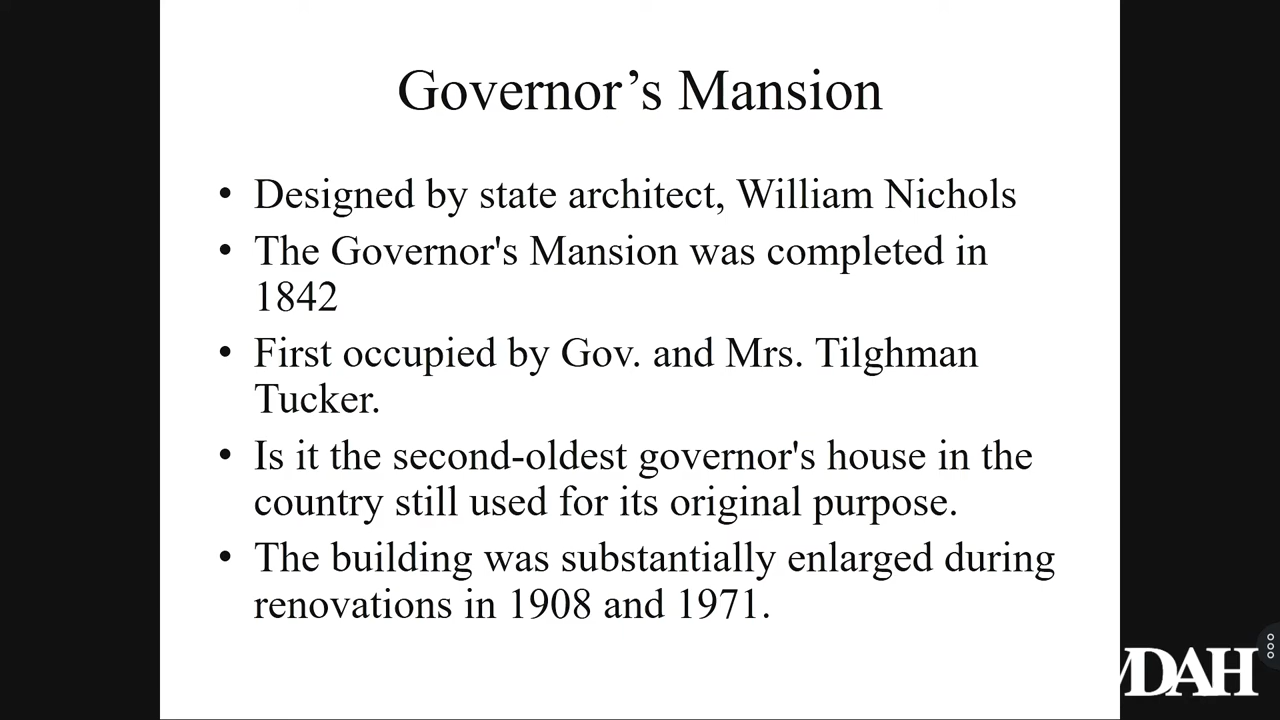 Governor’s Mansion
• Designed by state architect, William Nichols
• The Governor's Mansion was completed in
1842
• First occupied by Gov. and Mrs. Tilghman
Tucker.
• Is it the second-oldest governor's house in the
country still used for its original purpose.
• The building was substantially enlarged during
renovations in 1908 and 1971.
MDAH